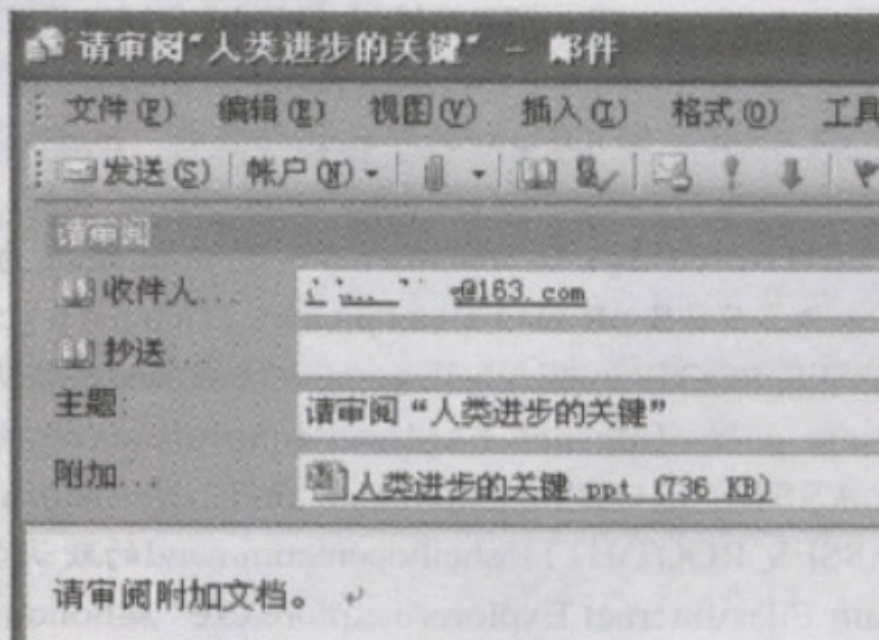 请审阅“人类进步的关键” - 邮件
文件(F) 编辑(E) 视图(V) 插入(I) 格式(O) 工具
发送(S) 帐户(N)
请审阅
收件人...
@163.com
抄送...
主题: 请审阅“人类进步的关键”
附加... 人类进步的关键.ppt (736 KB)
请审阅附加文档。